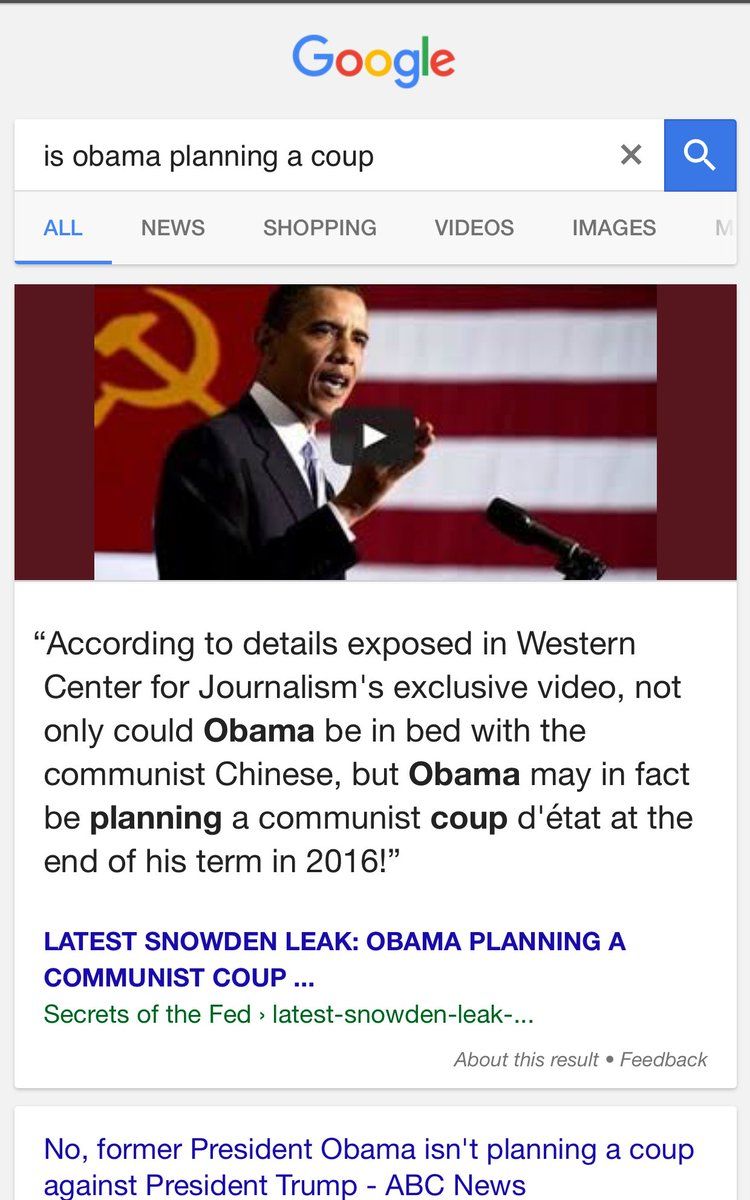 Google
is obama planning a coup
ALL NEWS SHOPPING VIDEOS IMAGES M
“According to details exposed in Western
Center for Journalism's exclusive video, not
only could Obama be in bed with the
communist Chinese, but Obama may in fact
be planning a communist coup d'état at the
end of his term in 2016!”
LATEST SNOWDEN LEAK: OBAMA PLANNING A
COMMUNIST COUP ...
Secrets of the Fed › latest-snowden-leak-...
About this result • Feedback
No, former President Obama isn't planning a coup
against President Trump - ABC News